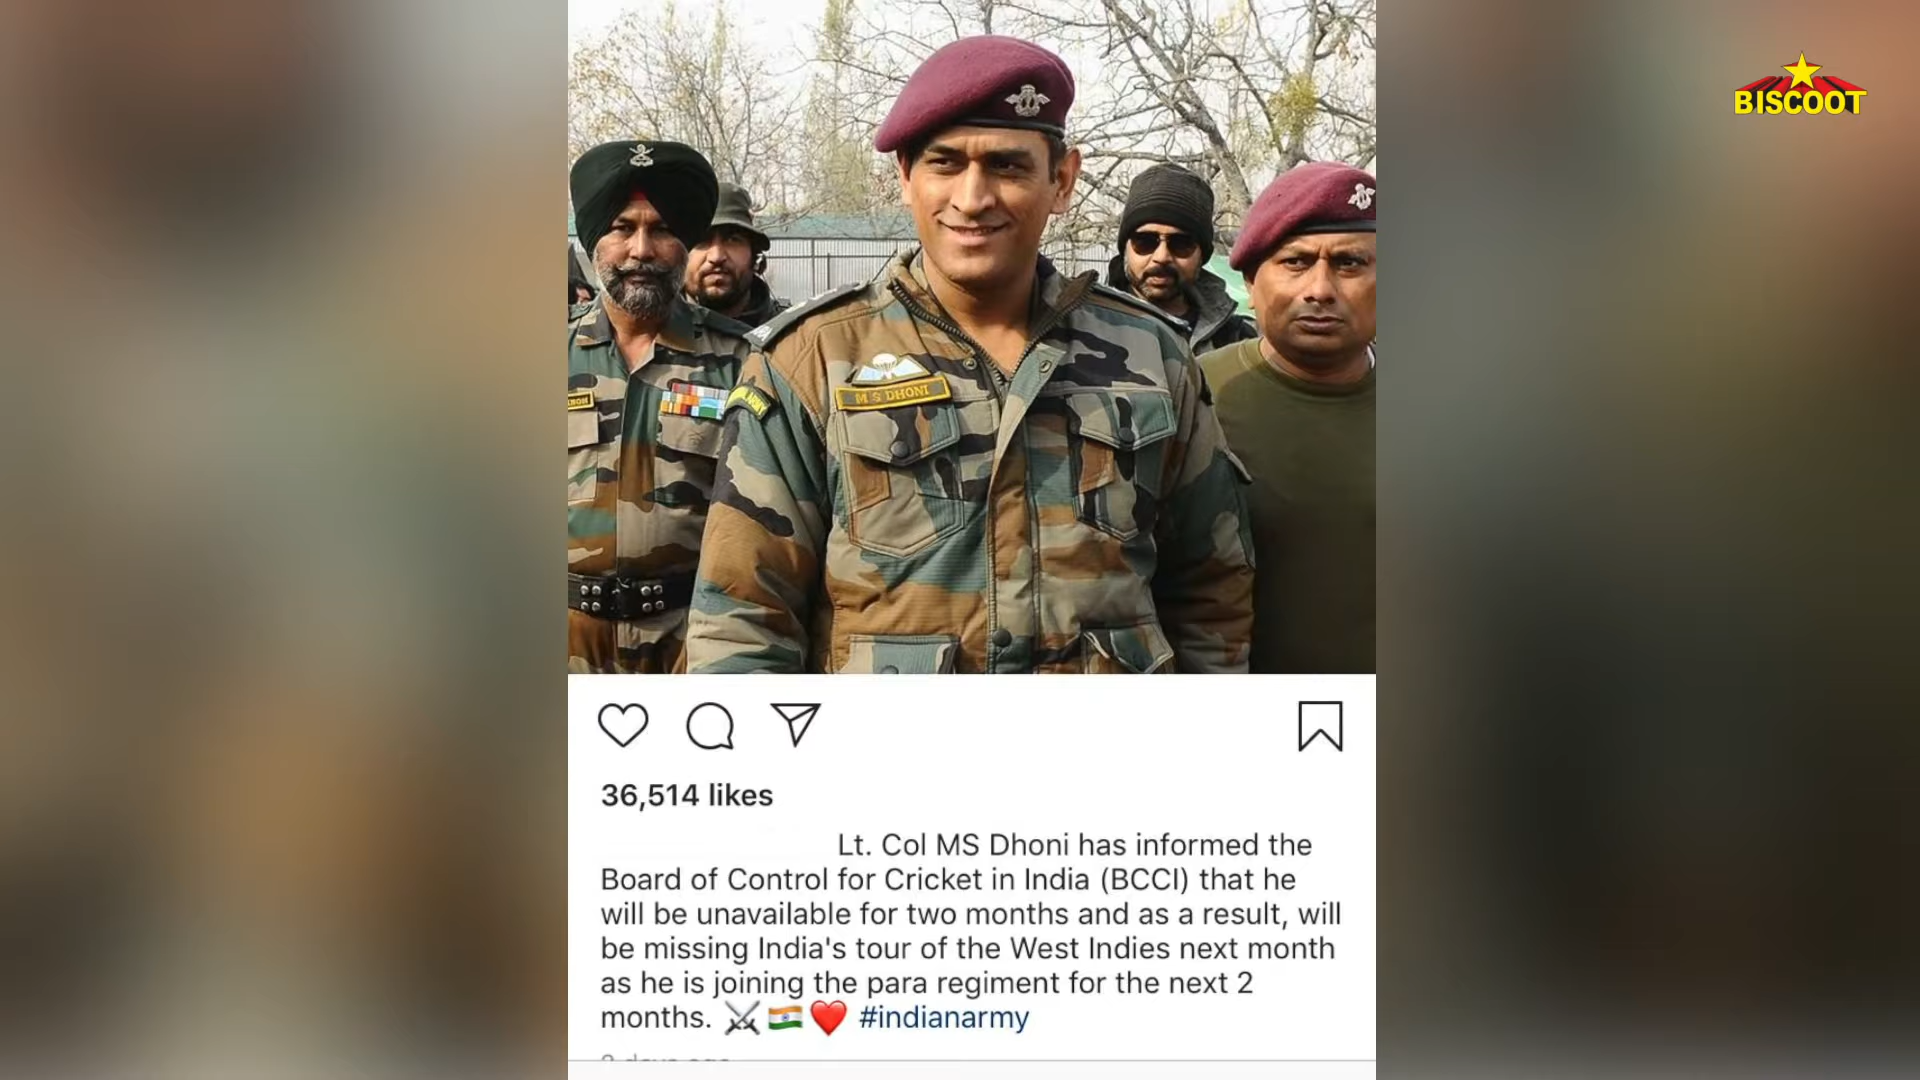 BISCOOT
M S DHONI
36,514 likes
Lt. Col MS Dhoni has informed the
Board of Control for Cricket in India (BCCI) that he
will be unavailable for two months and as a result, will
be missing India's tour of the West Indies next month
as he is joining the para regiment for the next 2
months. ⚔️🇮🇳❤️ #indianarmy